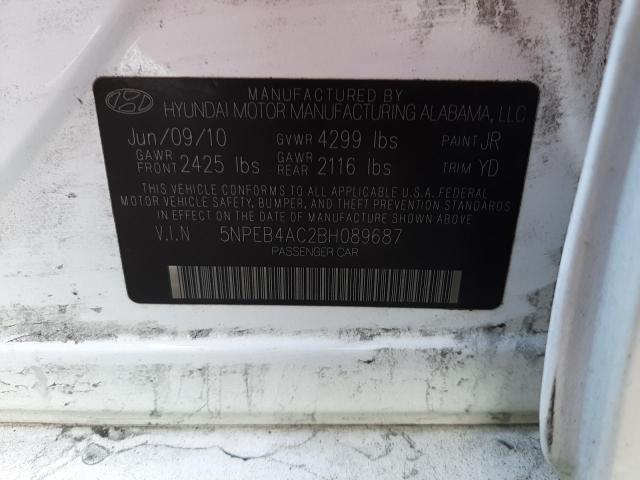 MANUFACTURED BY
HYUNDAI MOTOR MANUFACTURING ALABAMA, LLC
Jun/09/10 GVWR 4299 lbs PAINT JR
GAWR FRONT 2425 lbs GAWR REAR 2116 lbs TRIM YD
THIS VEHICLE CONFORMS TO ALL APPLICABLE U.S.A. FEDERAL
MOTOR VEHICLE SAFETY, BUMPER, AND THEFT PREVENTION STANDARDS
IN EFFECT ON THE DATE OF MANUFACTURE SHOWN ABOVE.
V.I.N 5NPEB4AC2BH089687
PASSENGER CAR